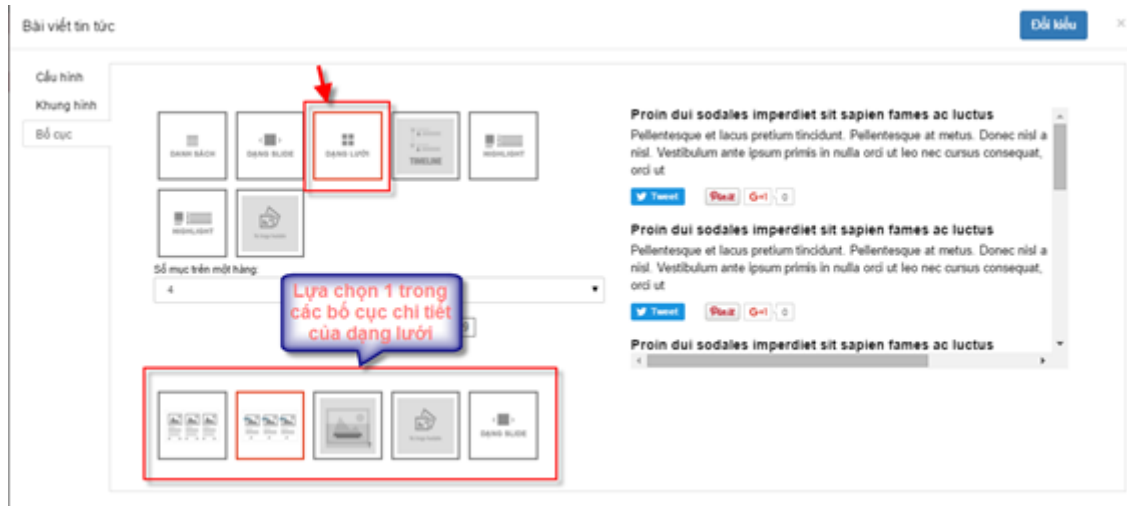 Bài viết tin tức
Đổi kiểu
×
Cấu hình
Khung hình
Bố cục
DANH SÁCH
DẠNG SLIDE
DẠNG LƯỚI
TIMELINE
HIGHLIGHT
HIGHLIGHT
Số mục trên một hàng:
4
Lựa chọn 1 trong
các bố cục chi tiết
của dạng lưới
9
DẠNG SLIDE
Proin dui sodales imperdiet sit sapien fames ac luctus
Pellentesque et lacus pretium tincidunt. Pellentesque at metus. Donec nisl a
nisl. Vestibulum ante ipsum primis in nulla orci ut leo nec cursus consequat,
orci ut
Tweet Pin it G+1 0
Proin dui sodales imperdiet sit sapien fames ac luctus
Pellentesque et lacus pretium tincidunt. Pellentesque at metus. Donec nisl a
nisl. Vestibulum ante ipsum primis in nulla orci ut leo nec cursus consequat,
orci ut
Tweet Pin it G+1 0
Proin dui sodales imperdiet sit sapien fames ac luctus